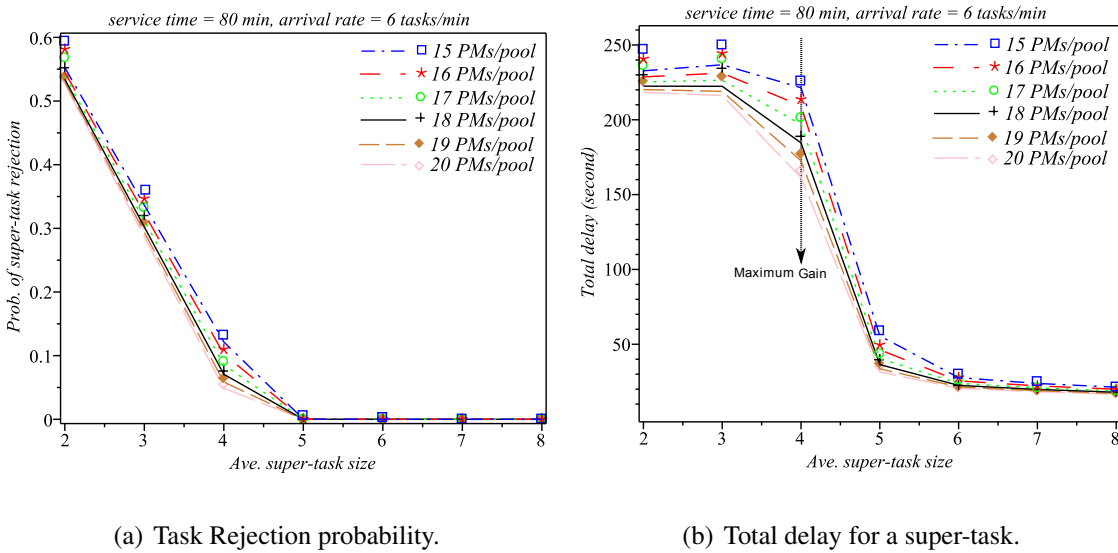 service time = 80 min, arrival rate = 6 tasks/min
0.6
0.5
0.4
0.3
0.2
0.1
0
Prob. of super-task rejection
15 PMs/pool
16 PMs/pool
17 PMs/pool
18 PMs/pool
19 PMs/pool
20 PMs/pool
2 3 4 5 6 7 8
Ave. super-task size
(a) Task Rejection probability.
service time = 80 min, arrival rate = 6 tasks/min
250
200
150
100
50
Total delay (second)
15 PMs/pool
16 PMs/pool
17 PMs/pool
18 PMs/pool
19 PMs/pool
20 PMs/pool
Maximum Gain
2 3 4 5 6 7 8
Ave. super-task size
(b) Total delay for a super-task.